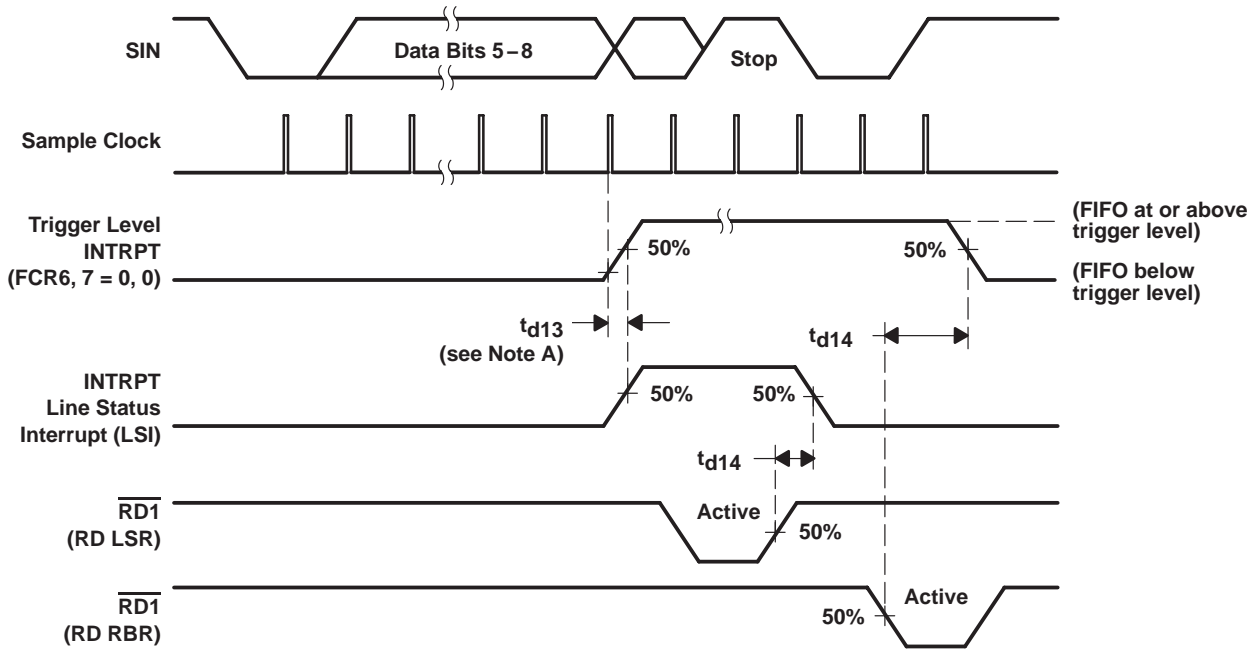 SIN
Data Bits 5–8
Stop
Sample Clock
Trigger Level
INTRPT
(FCR6, 7 = 0, 0)
50%
50%
(FIFO at or above
trigger level)
(FIFO below
trigger level)
td13
(see Note A)
td14
INTRPT
Line Status
Interrupt (LSI)
50%
50%
td14
RD1
(RD LSR)
Active
50%
RD1
(RD RBR)
50%
Active